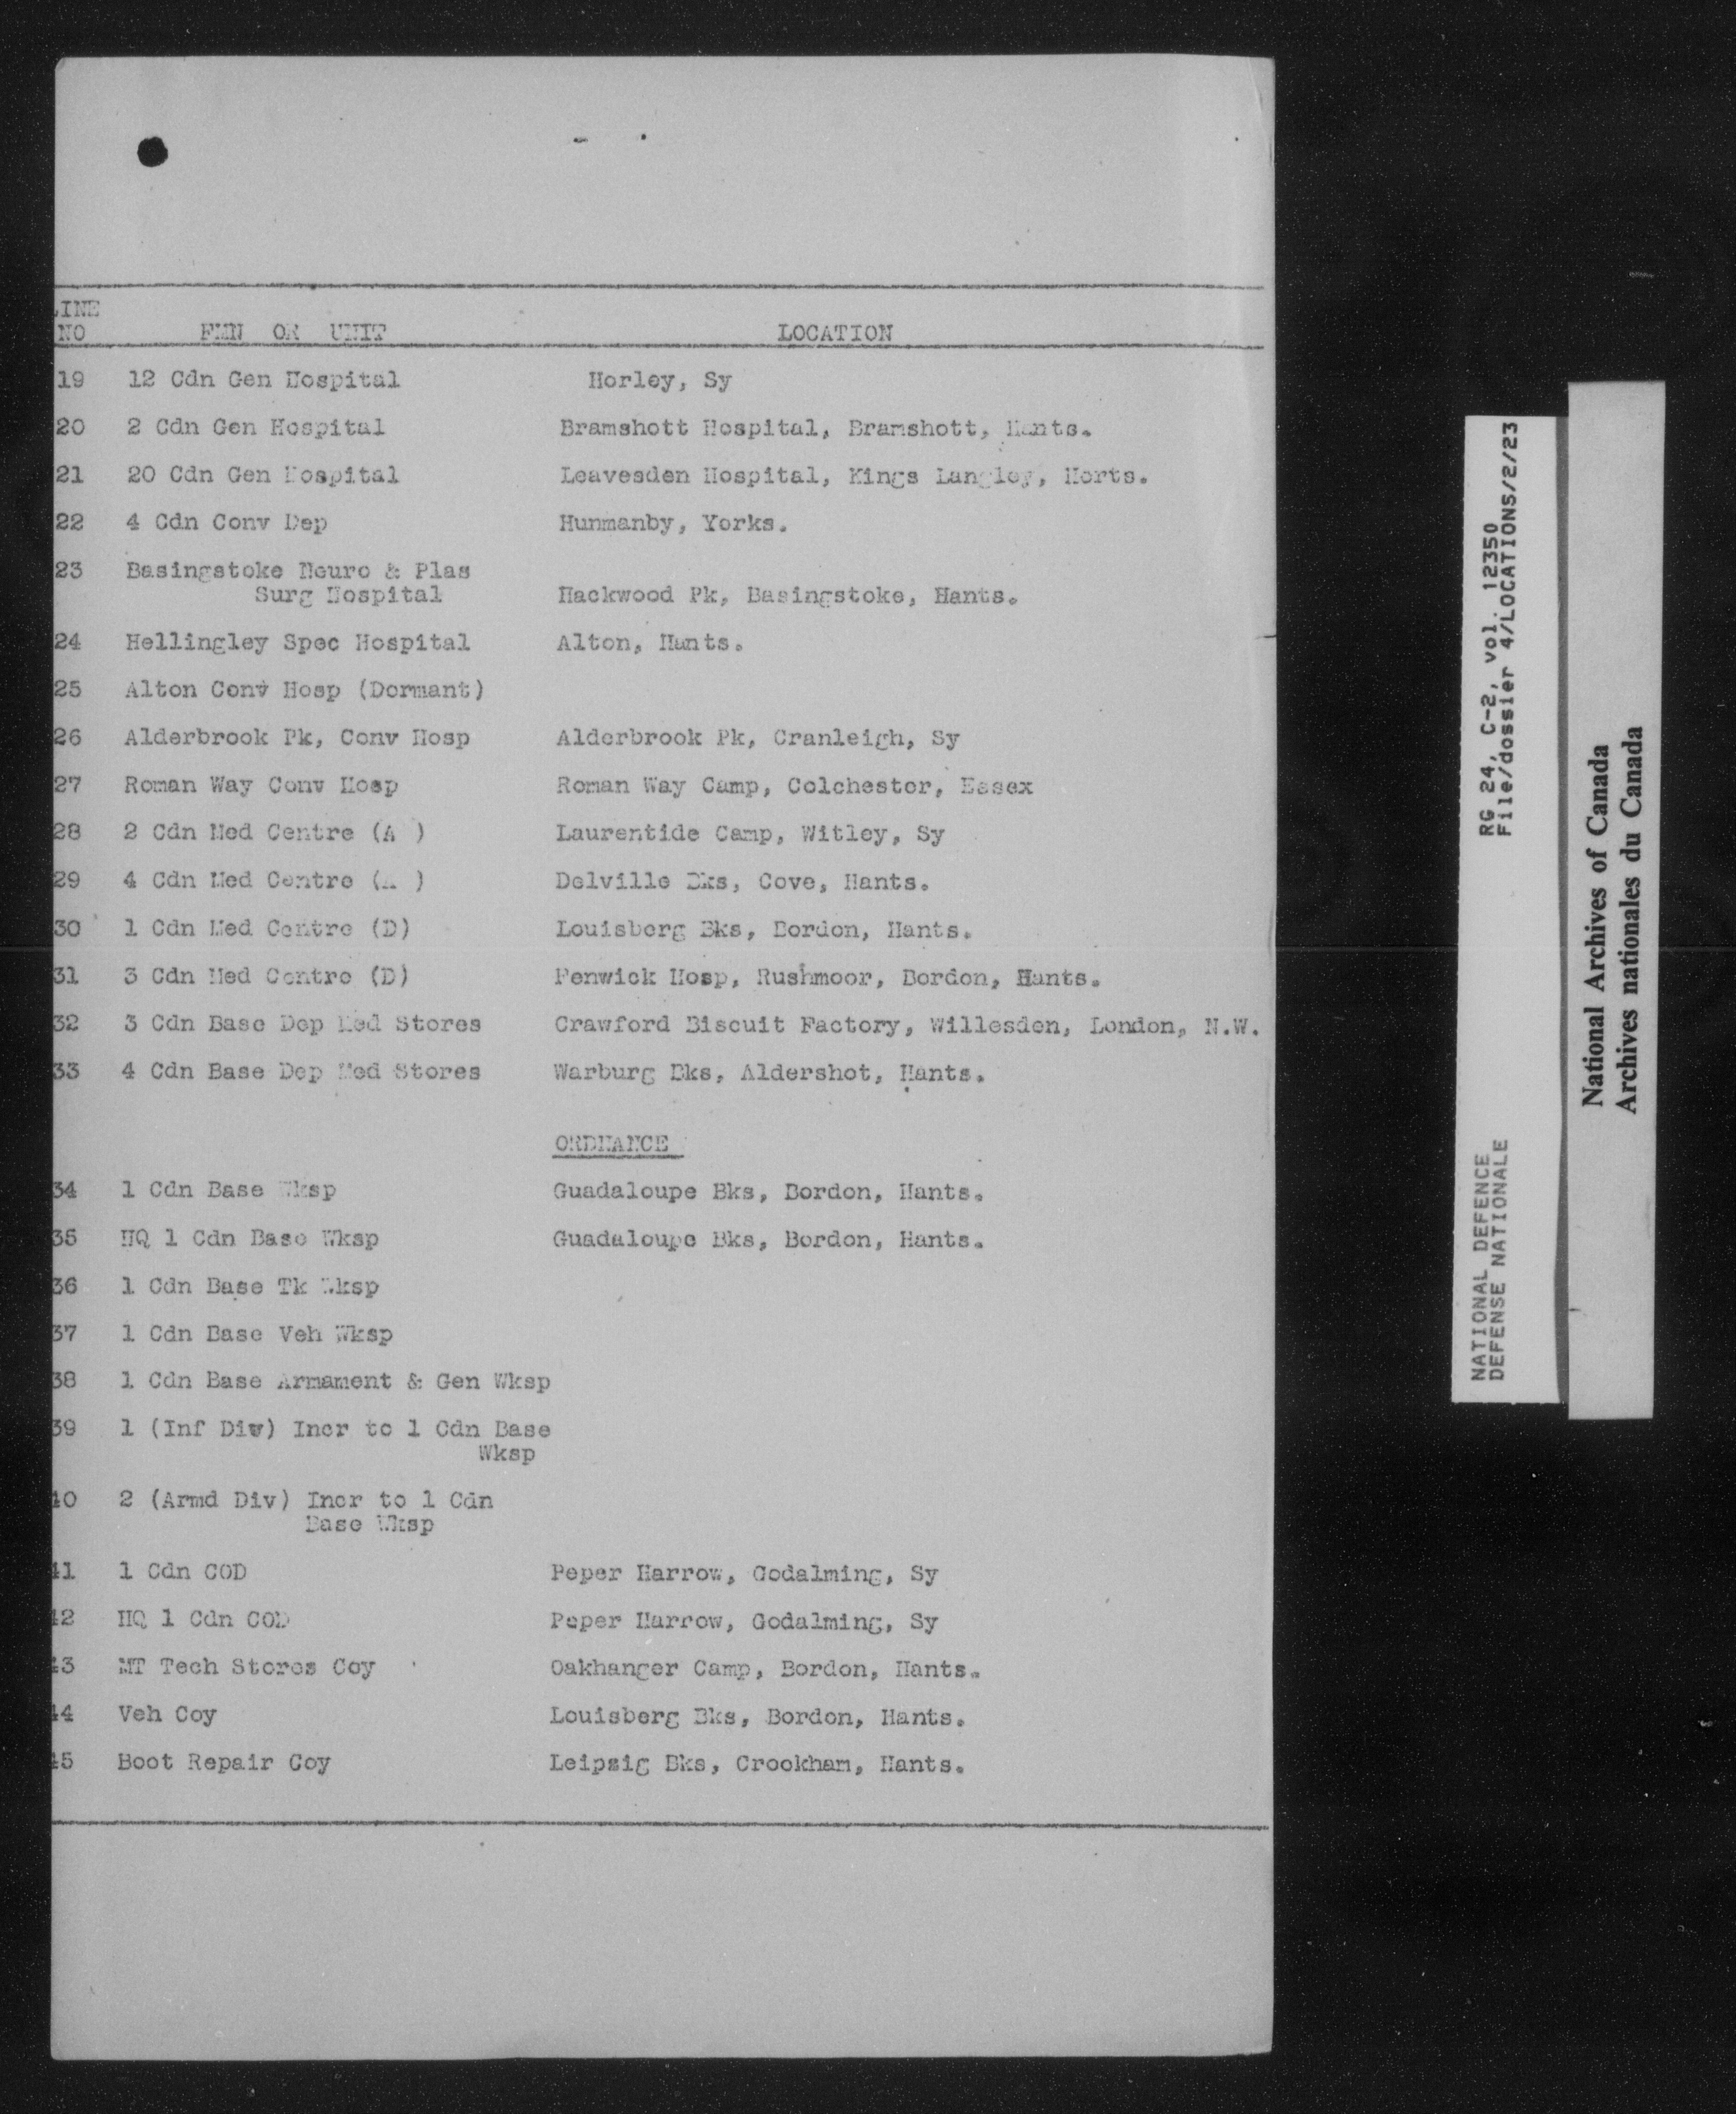 LINE
NO FMN OR UNIT LOCATION
19 12 Cdn Gen Hospital Horley, Sy
20 2 Cdn Gen Hospital Bramshott Hospital, Bramshott, Hants.
21 20 Cdn Gen Hospital Leavesden Hospital, Kings Langley, Herts.
22 4 Cdn Conv Dep Hunmanby, Yorks.
23 Basingstoke Neuro & Plas
Surg Hospital Hackwood Pk, Basingstoke, Hants.
24 Hellingley Spec Hospital Alton, Hants.
25 Alton Conv Hosp (Dormant)
26 Alderbrook Pk, Conv Hosp Alderbrook Pk, Cranleigh, Sy
27 Roman Way Conv Hosp Roman Way Camp, Colchester, Essex
28 2 Cdn Med Centre (A ) Laurentide Camp, Witley, Sy
29 4 Cdn Med Centre (A ) Delville Bks, Cove, Hants.
30 1 Cdn Med Centre (D) Louisberg Bks, Bordon, Hants.
31 3 Cdn Med Centre (D) Fenwick Hosp, Rushmoor, Bordon, Hants.
32 3 Cdn Base Dep Med Stores Crawford Biscuit Factory, Willesden, London, N.W.
33 4 Cdn Base Dep Med Stores Warburg Bks, Aldershot, Hants.
ORDNANCE
34 1 Cdn Base Wksp Guadaloupe Bks, Bordon, Hants.
35 HQ 1 Cdn Base Wksp Guadaloupe Bks, Bordon, Hants.
36 1 Cdn Base Tk Wksp
37 1 Cdn Base Veh Wksp
38 1 Cdn Base Armament & Gen Wksp
39 1 (Inf Div) Incr to 1 Cdn Base
Wksp
40 2 (Armd Div) Incr to 1 Cdn
Base Wksp
41 1 Cdn COD Peper Harrow, Godalming, Sy
42 HQ 1 Cdn COD Peper Harrow, Godalming, Sy
43 MT Tech Stores Coy Oakhanger Camp, Bordon, Hants.
44 Veh Coy Louisberg Bks, Bordon, Hants.
45 Boot Repair Coy Leipzig Bks, Crookham, Hants.
NATIONAL DEFENCE RG 24, C-2, vol. 12350
DEFENSE NATIONALE File/dossier 4/LOCATIONS/2/23
National Archives of Canada
Archives nationales du Canada